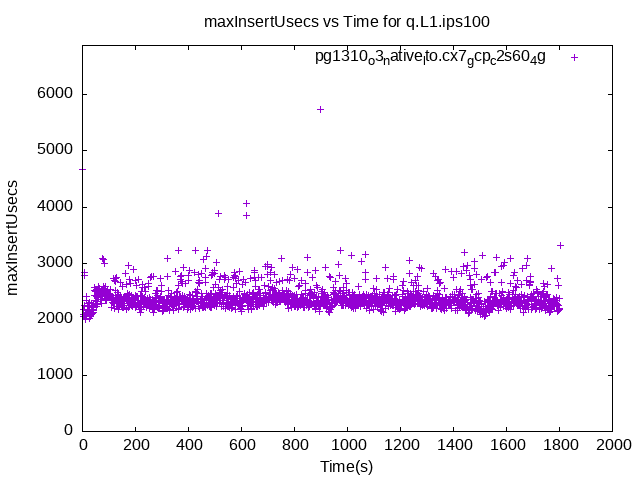 maxInsertUsecs vs Time for q.L1.ips100
pg1310o3native_lto.cx7gcpc2s604g
6000
5000
4000
3000
2000
1000
0
maxInsertUsecs
0 200 400 600 800 1000 1200 1400 1600 1800 2000
Time(s)